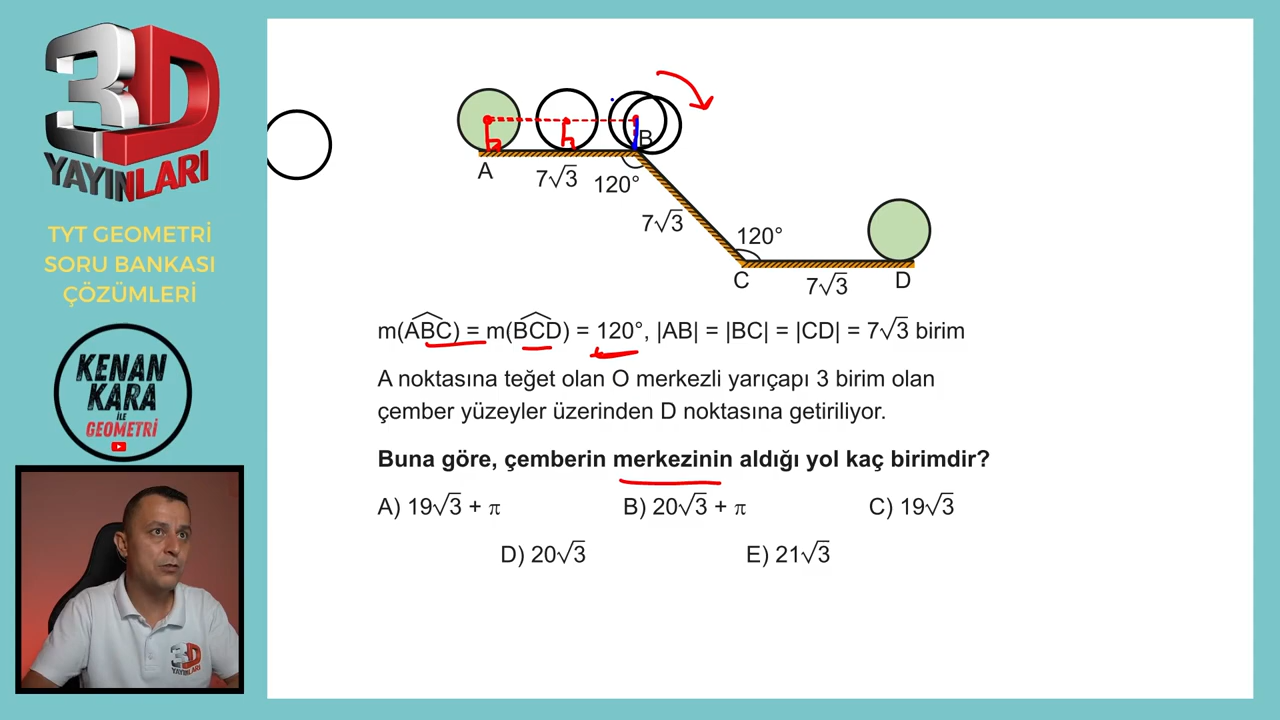 3D
YAYINLARI
TYT GEOMETRİ
SORU BANKASI
ÇÖZÜMLERİ
KENAN
KARA
İLE
GEOMETRİ
3D
YAYINLARI
A
7√3
120°
B
7√3
120°
C
7√3
D
m(ABC) = m(BCD) = 120°, |AB| = |BC| = |CD| = 7√3 birim
A noktasına teğet olan O merkezli yarıçapı 3 birim olan
çember yüzeyler üzerinden D noktasına getiriliyor.
Buna göre, çemberin merkezinin aldığı yol kaç birimdir?
A) 19√3 + π
B) 20√3 + π
C) 19√3
D) 20√3
E) 21√3